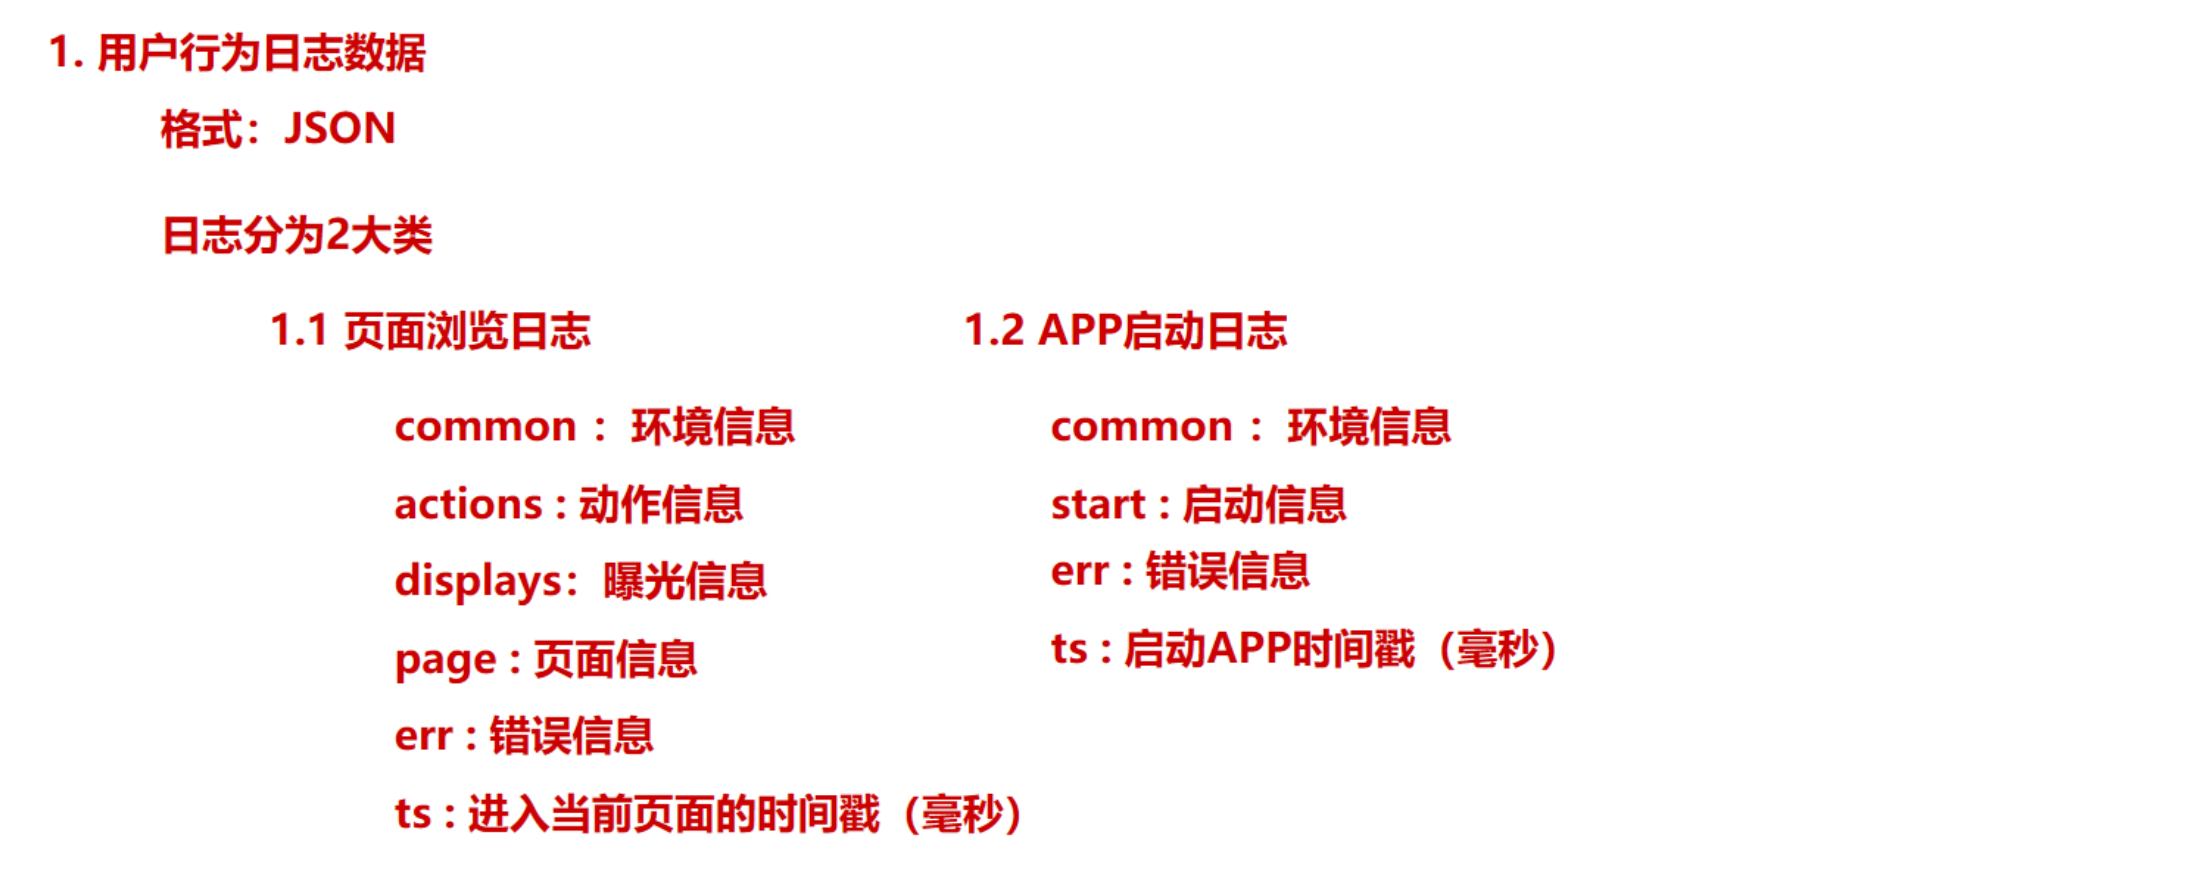 1. 用户行为日志数据
格式：JSON
日志分为2大类
1.1 页面浏览日志
common： 环境信息
actions : 动作信息
displays：曝光信息
page : 页面信息
err : 错误信息
ts : 进入当前页面的时间戳（毫秒）
1.2 APP启动日志
common： 环境信息
start : 启动信息
err : 错误信息
ts : 启动APP时间戳（毫秒）